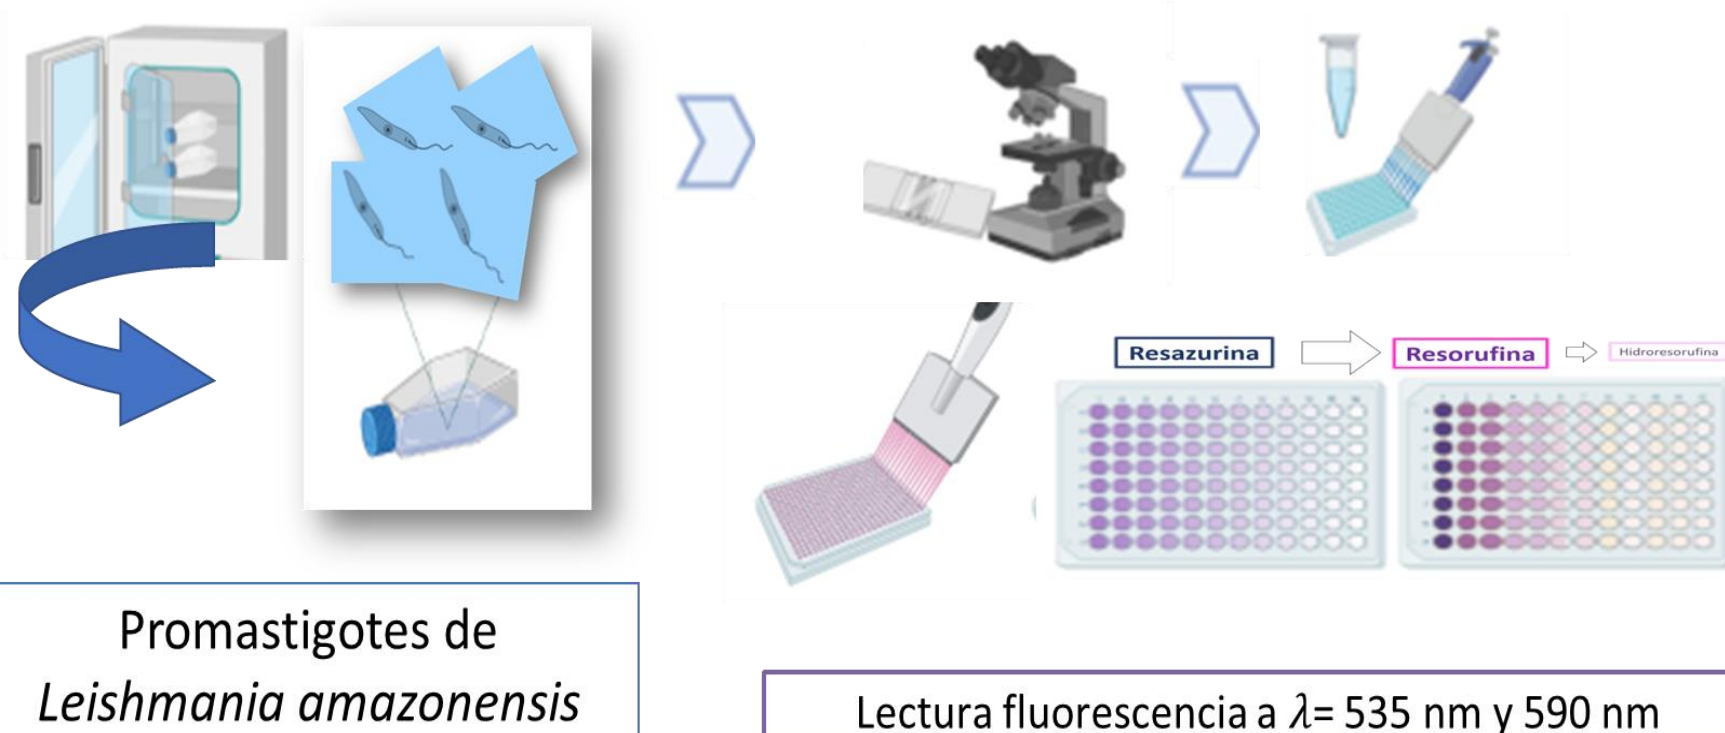 Resazurina
Resorufina
Hidroresorufina
Promastigotes de
Leishmania amazonensis
Lectura fluorescencia a λ= 535 nm y 590 nm